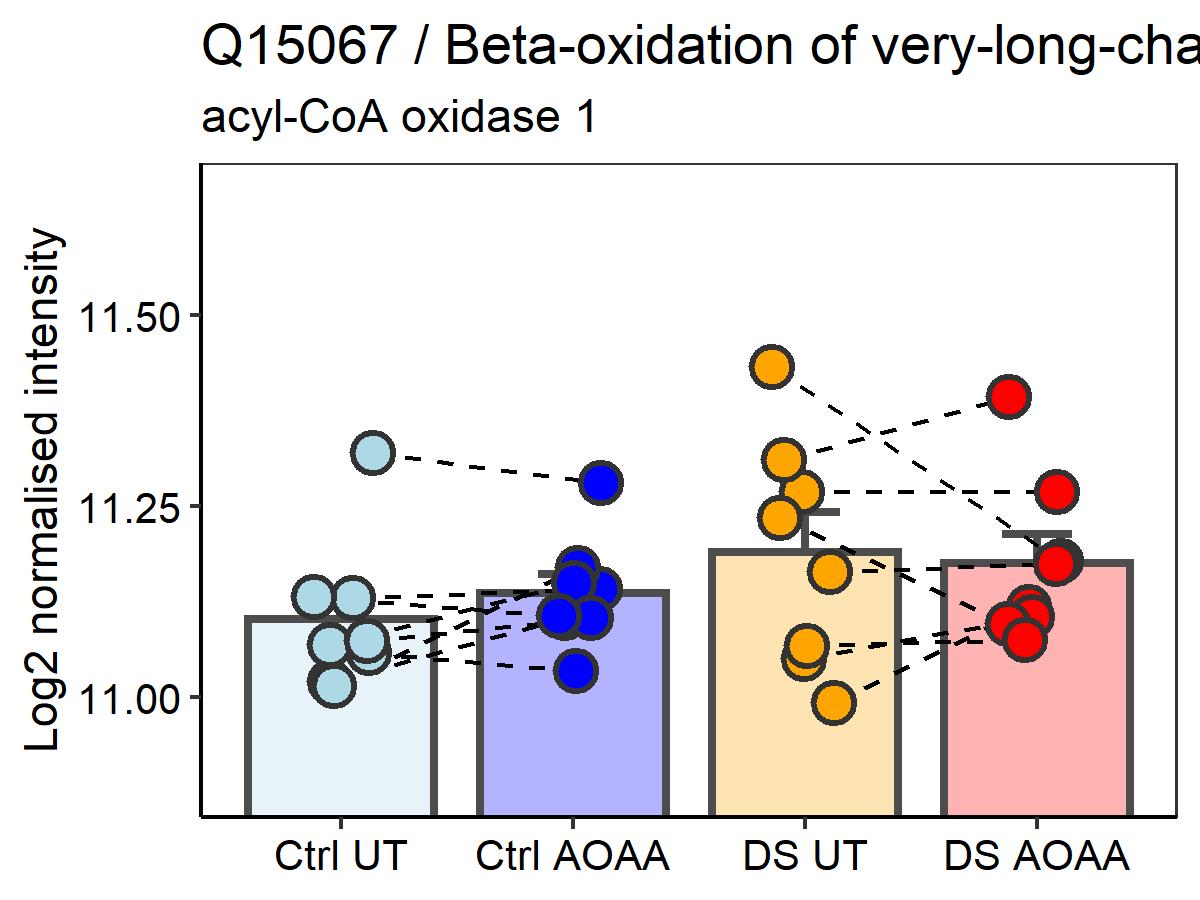 Q15067 / Beta-oxidation of very-long-cha
acyl-CoA oxidase 1
Log2 normalised intensity
11.50
11.25
11.00
Ctrl UT
Ctrl AOAA
DS UT
DS AOAA